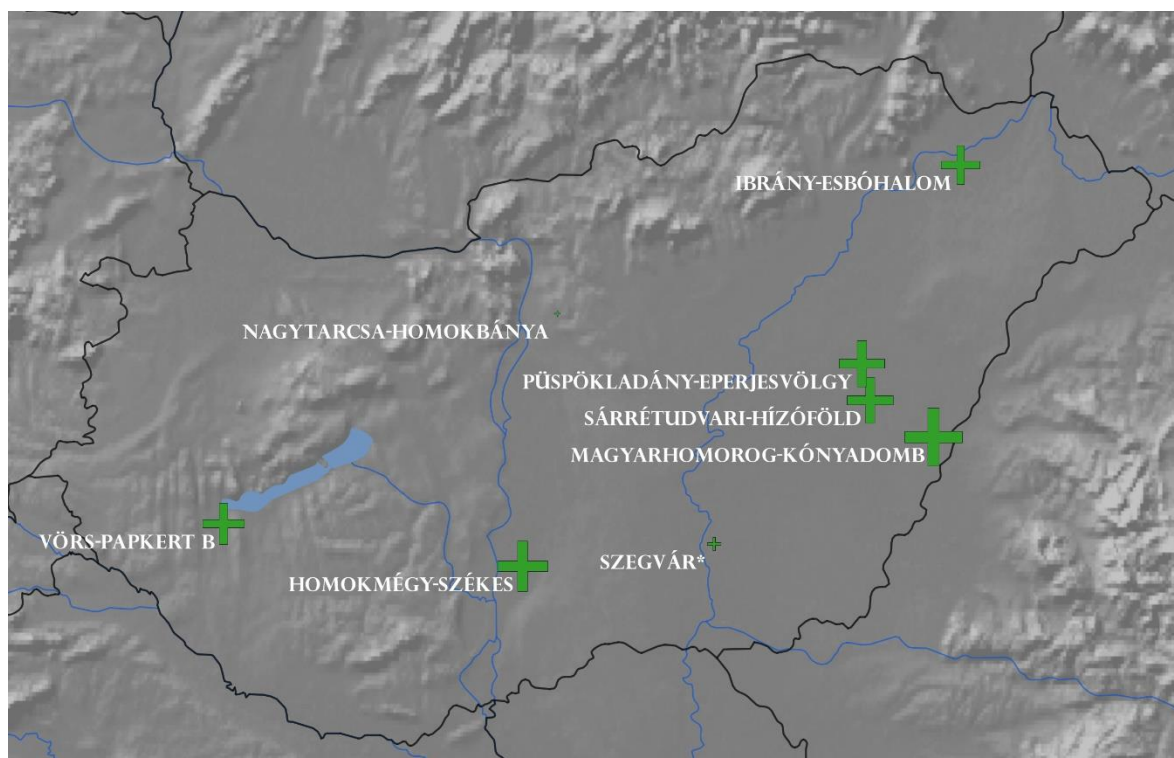 IBRÁNY-ESBÓHALOM
NAGYTARCSA-HOMOKBÁNYA
PÜSPÖKLADÁNY-EPERJESVÖLGY
SÁRRÉTUDVARI-HÍZÓFÖLD
MAGYARHOMOROG-KÓNYADOMB
VÖRS-PAPKERT B
SZEGVÁR*
HOMOKMÉGY-SZÉKES